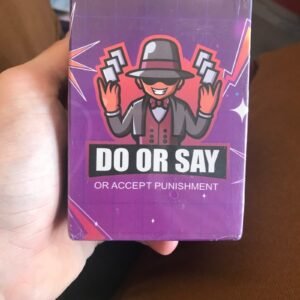 DO OR SAY
OR ACCEPT PUNISHMENT